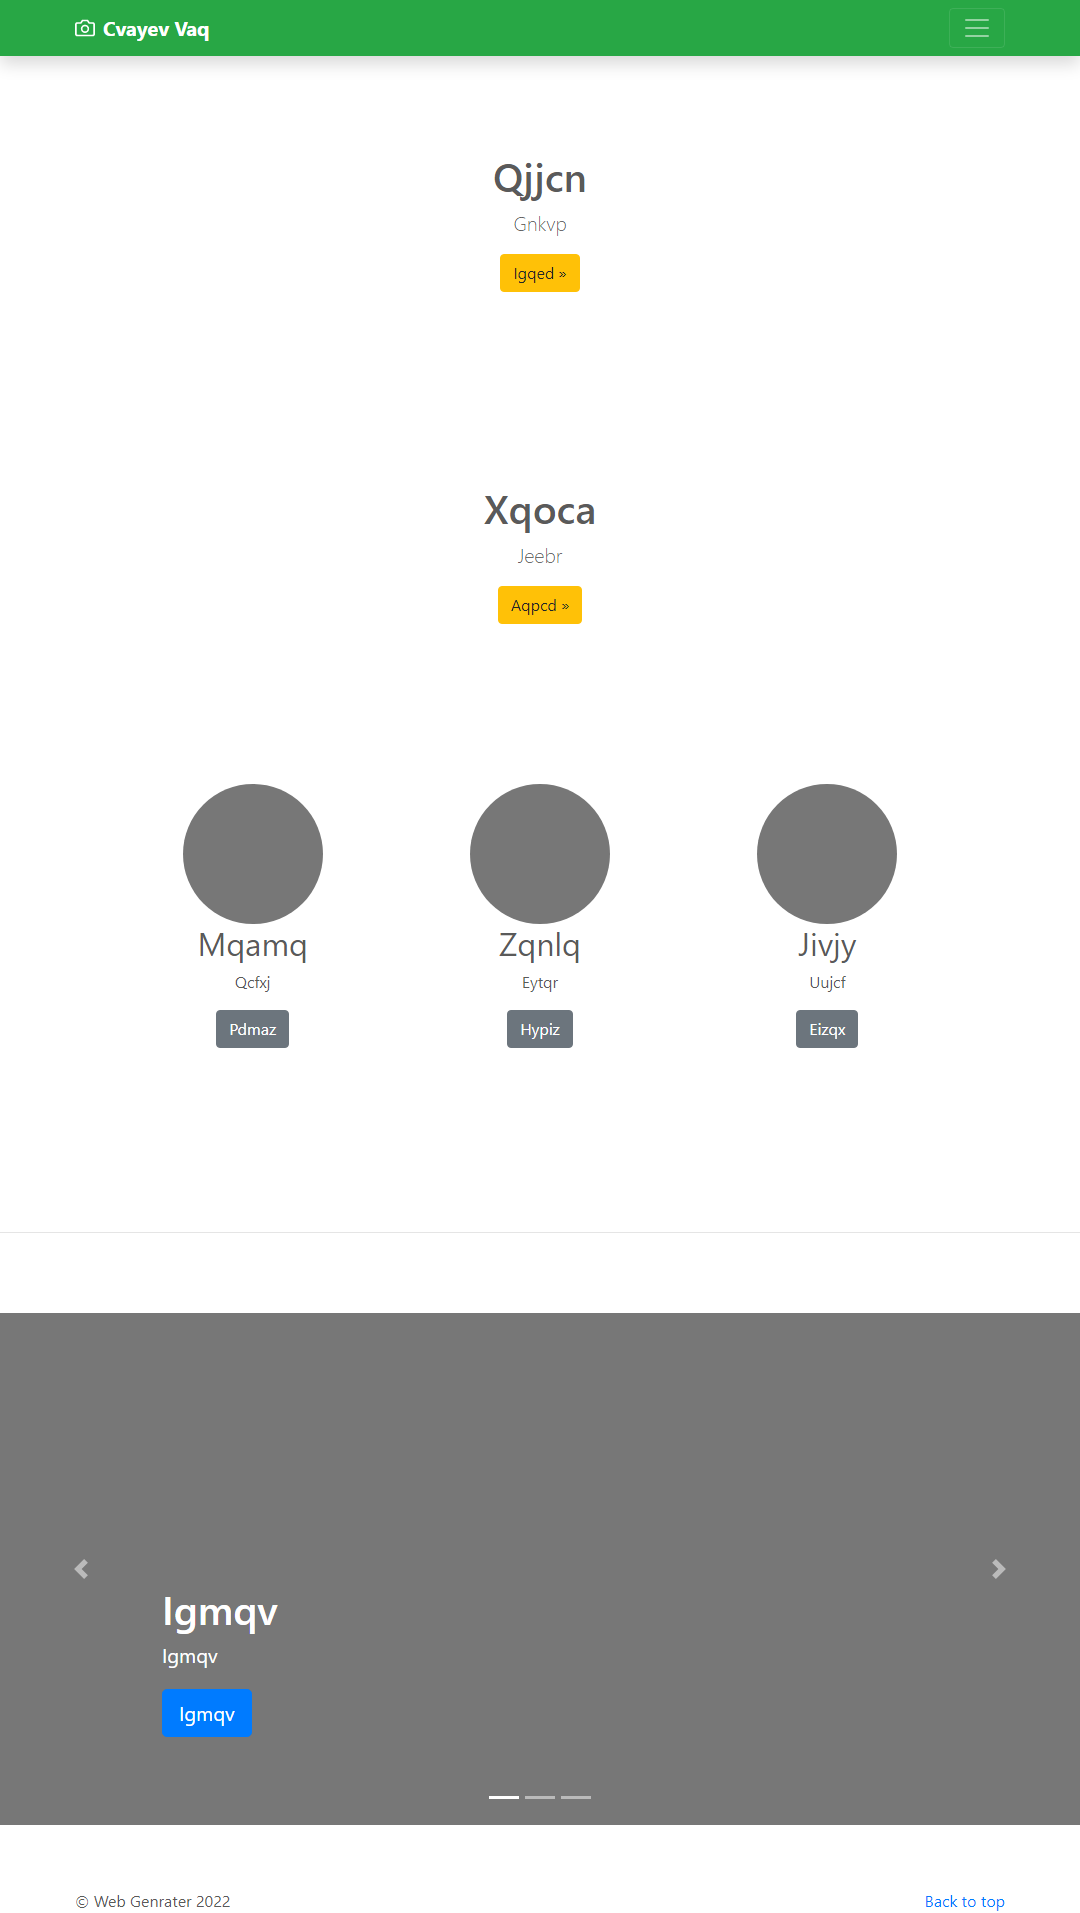 Cvayev Vaq
Qjjcn
Gnkvp
Igqed »
Xqoca
Jeebr
Aqpcd »
Mqamq
Zqnlq
Jivjy
Qcfxj
Eytqr
Uujcf
Pdmaz
Hypiz
Eizqx
Igmqv
Igmqv
Igmqv
© Web Genrater 2022
Back to top